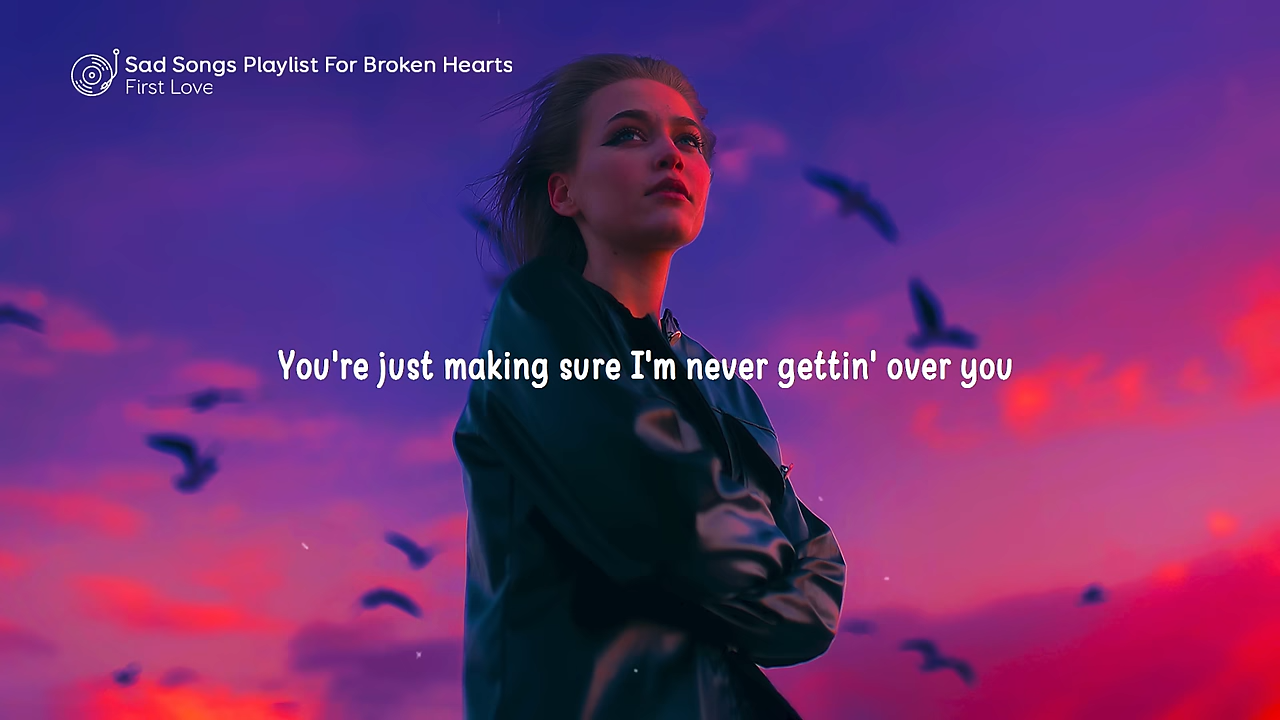 Sad Songs Playlist For Broken Hearts
First Love
You're just making sure I'm never gettin' over you